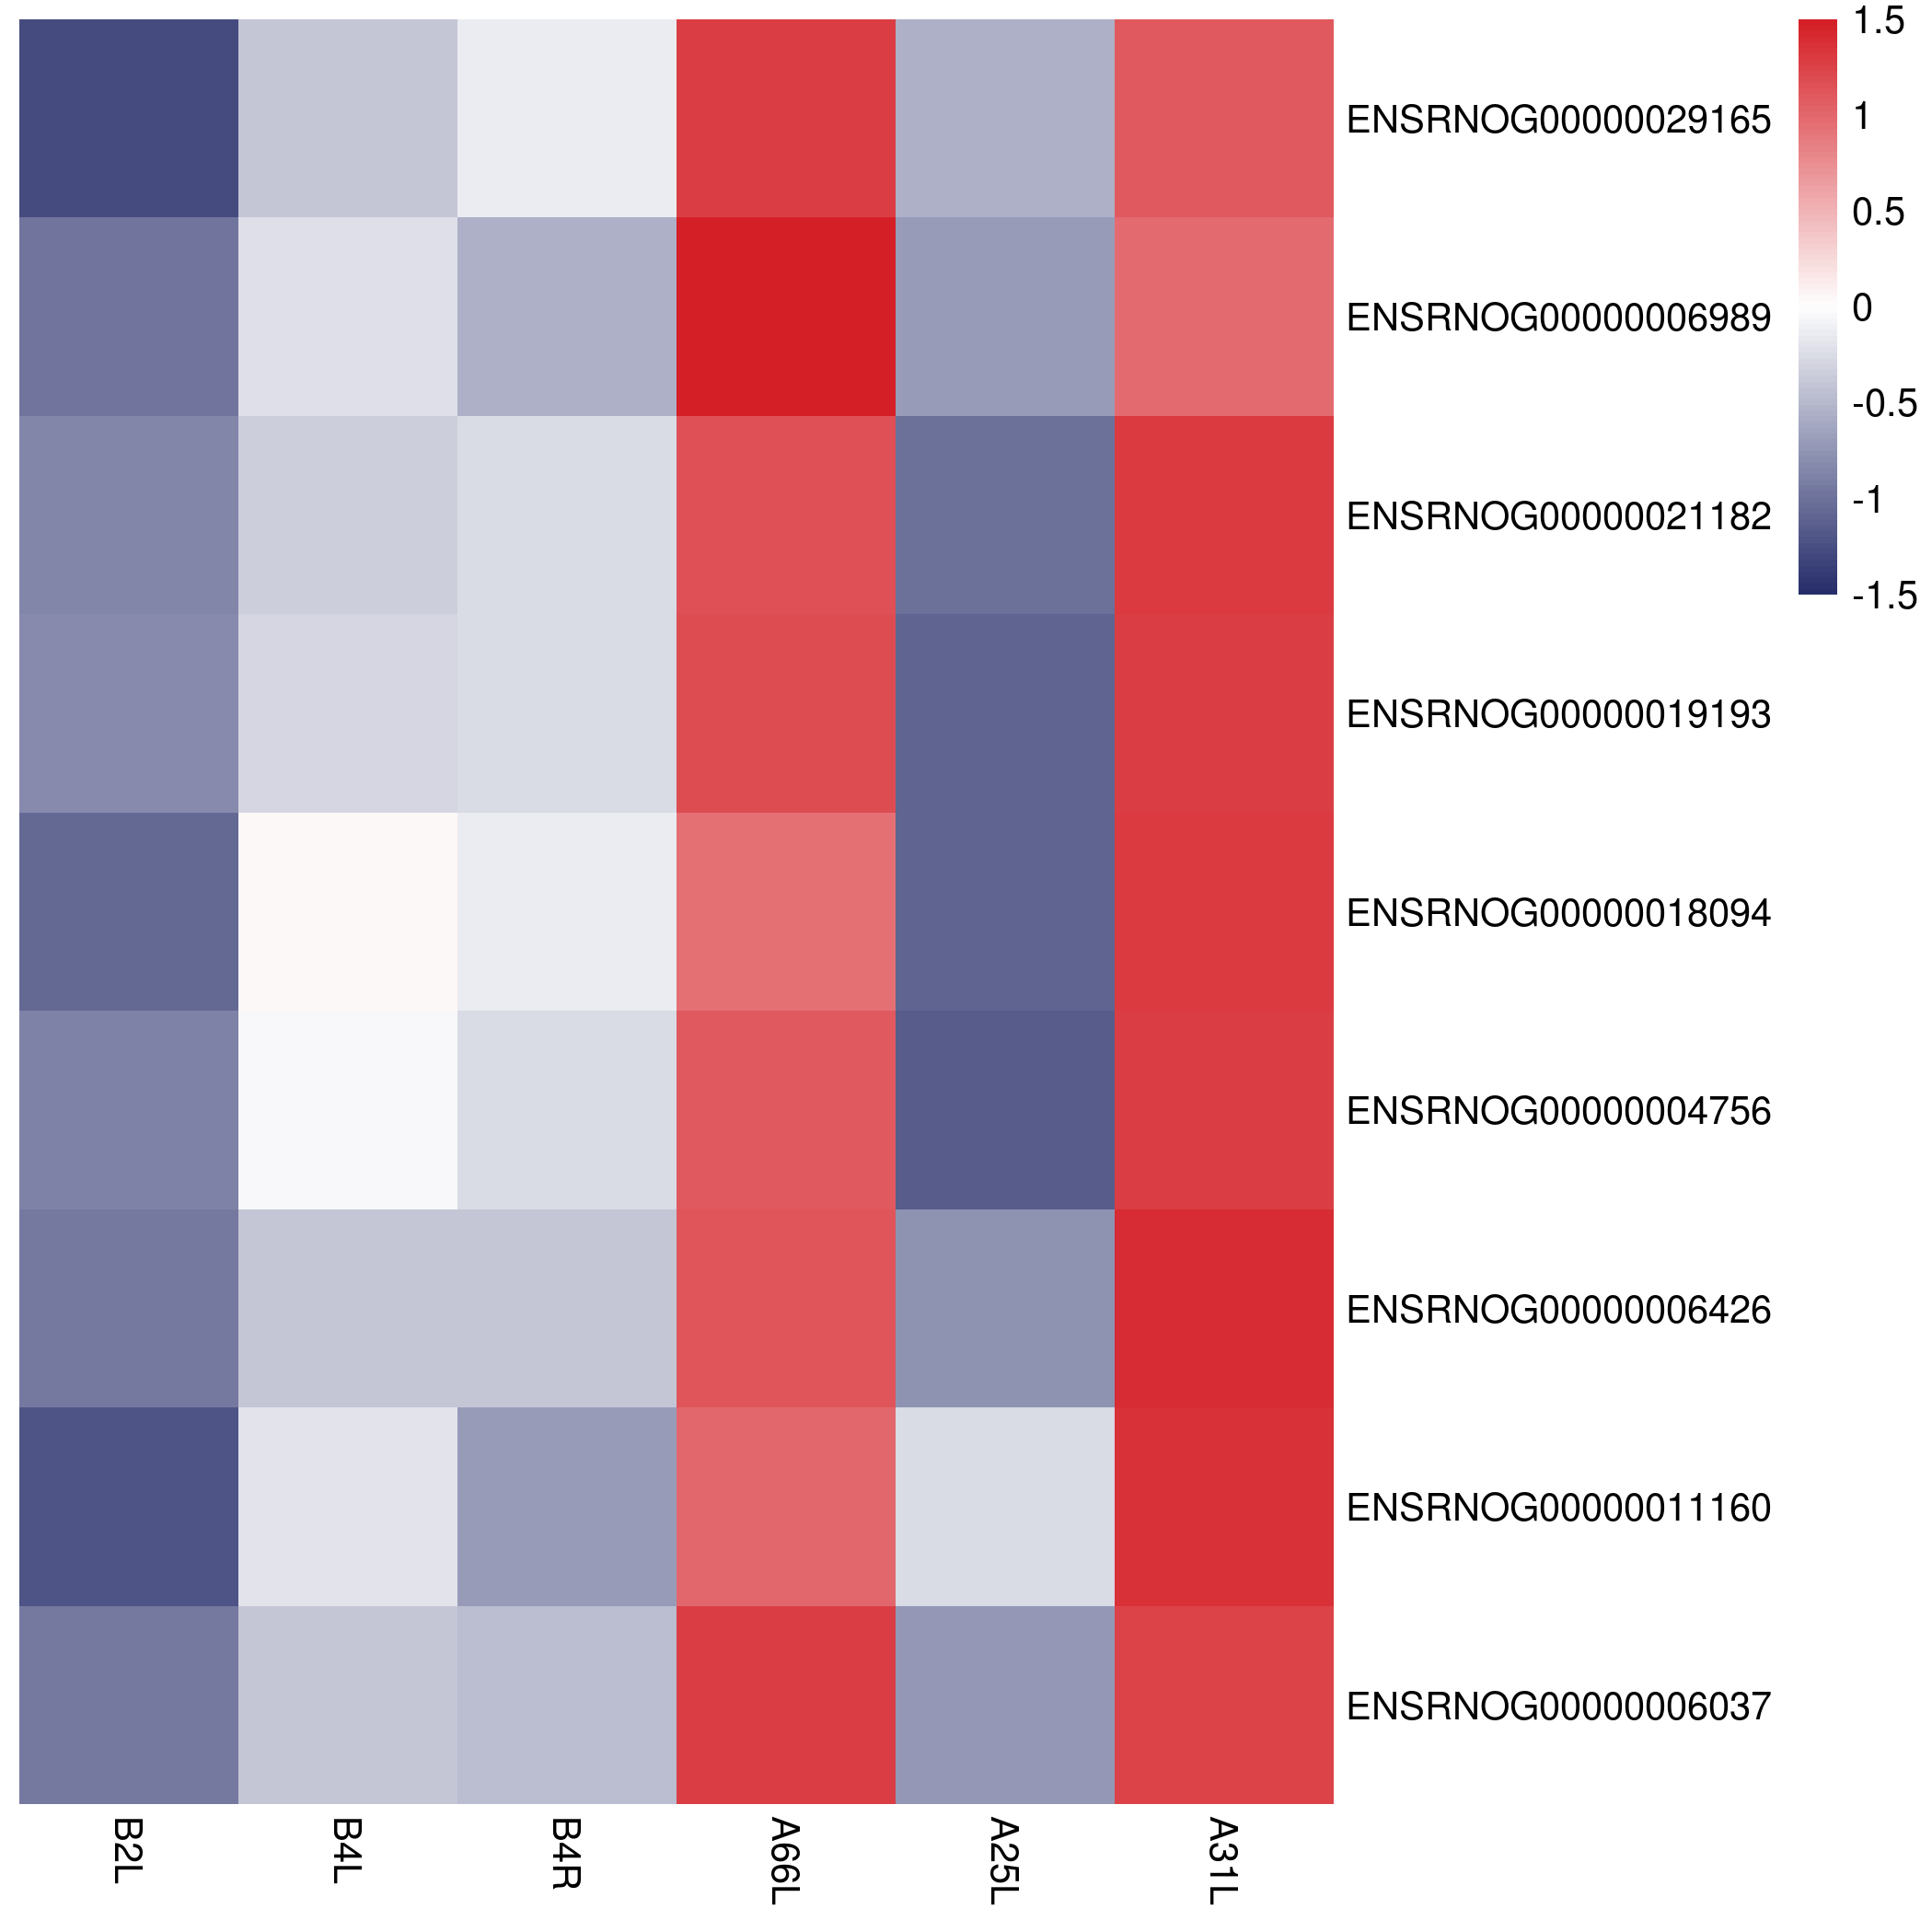 ENSRNOG00000029165
ENSRNOG00000006989
ENSRNOG00000021182
ENSRNOG00000019193
ENSRNOG00000018094
ENSRNOG00000004756
ENSRNOG00000006426
ENSRNOG00000011160
ENSRNOG00000006037
1.5
1
0.5
0
-0.5
-1
-1.5
B2L
B4L
B4R
A66L
A25L
A31L